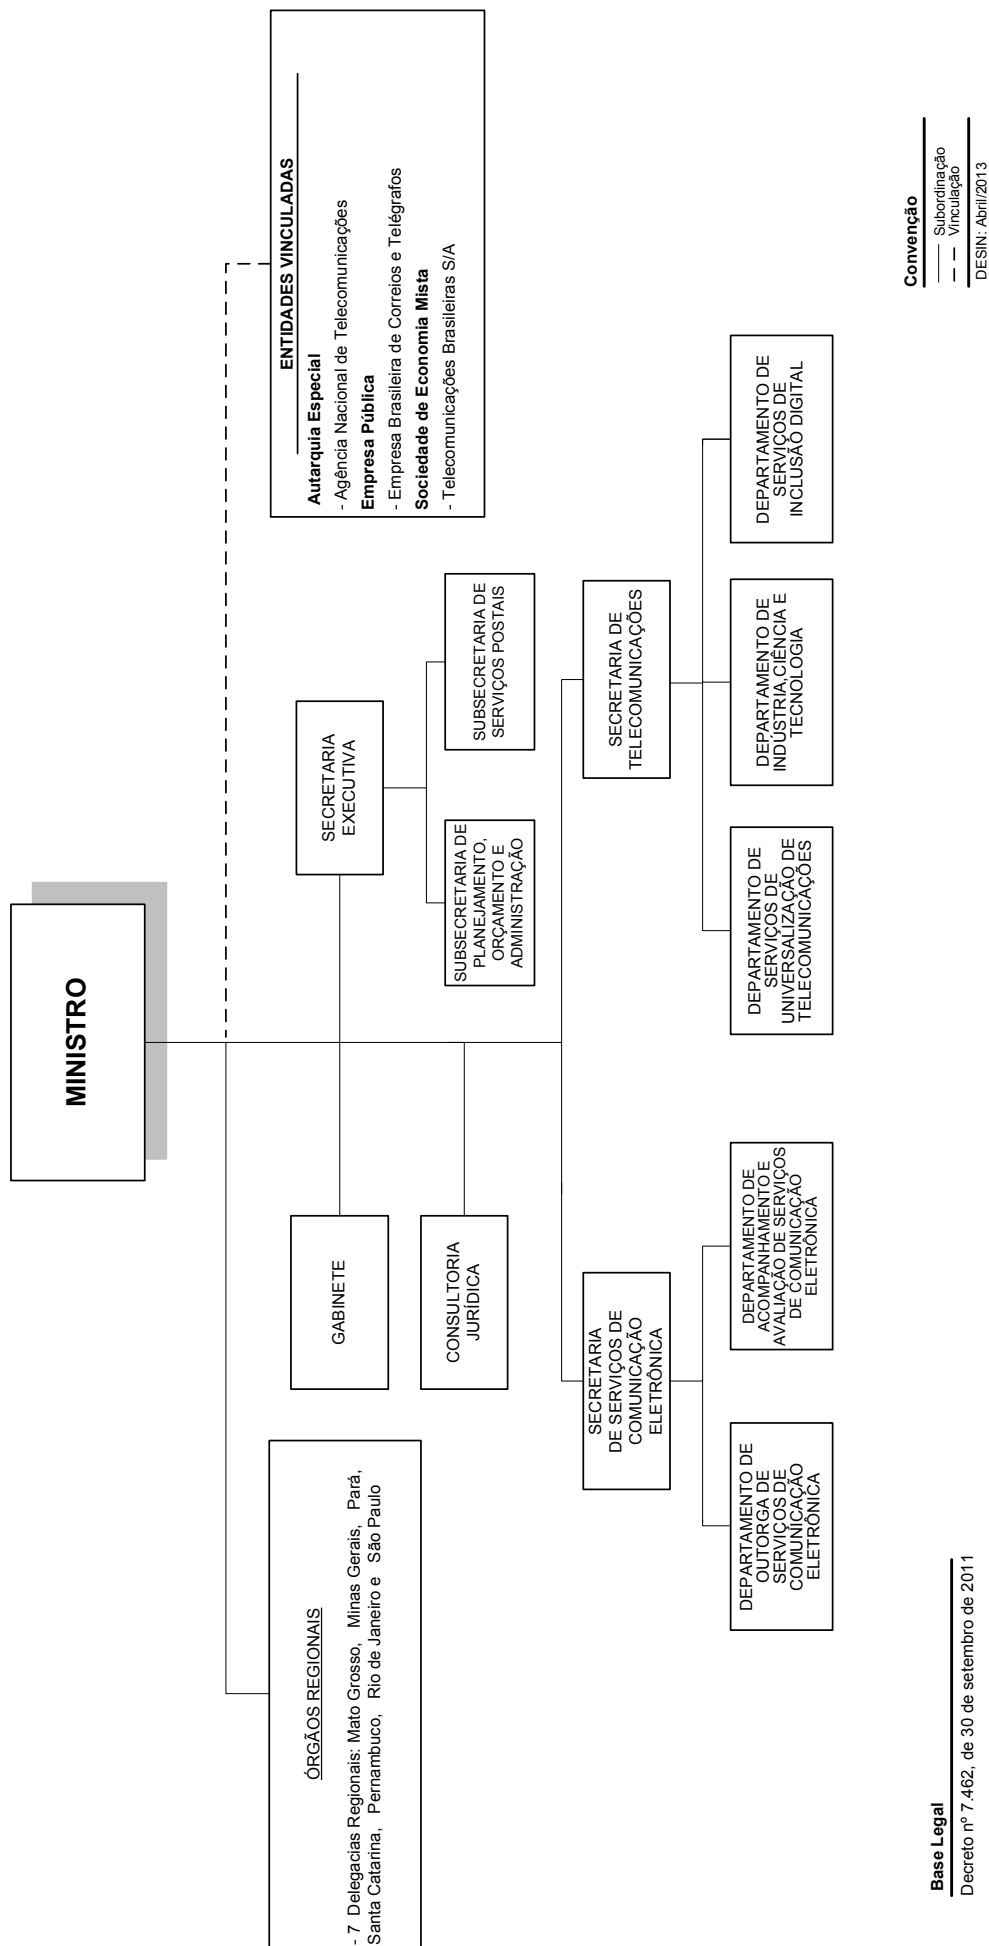 MINISTRO
ÓRGÃOS REGIONAIS
- 7 Delegacias Regionais: Mato Grosso, Minas Gerais, Pará,
Santa Catarina, Pernambuco, Rio de Janeiro e São Paulo
GABINETE
CONSULTORIA
JURÍDICA
SECRETARIA
EXECUTIVA
SUBSECRETARIA DE
PLANEJAMENTO,
ORÇAMENTO E
ADMINISTRAÇÃO
SUBSECRETARIA DE
SERVIÇOS POSTAIS
ENTIDADES VINCULADAS
Autarquia Especial
- Agência Nacional de Telecomunicações
Empresa Pública
- Empresa Brasileira de Correios e Telégrafos
Sociedade de Economia Mista
- Telecomunicações Brasileiras S/A
SECRETARIA
DE SERVIÇOS DE
COMUNICAÇÃO
ELETRÔNICA
SECRETARIA DE
TELECOMUNICAÇÕES
DEPARTAMENTO DE
OUTORGA DE
SERVIÇOS DE
COMUNICAÇÃO
ELETRÔNICA
DEPARTAMENTO DE
ACOMPANHAMENTO E
AVALIAÇÃO DE SERVIÇOS
DE COMUNICAÇÃO
ELETRÔNICA
DEPARTAMENTO DE
SERVIÇOS DE
UNIVERSALIZAÇÃO DE
TELECOMUNICAÇÕES
DEPARTAMENTO DE
INDÚSTRIA,CIÊNCIA E
TECNOLOGIA
DEPARTAMENTO DE
SERVIÇOS DE
INCLUSÃO DIGITAL
Base Legal
Decreto nº 7.462, de 30 de setembro de 2011
Convenção
Subordinação
Vinculação
DESIN: Abril/2013